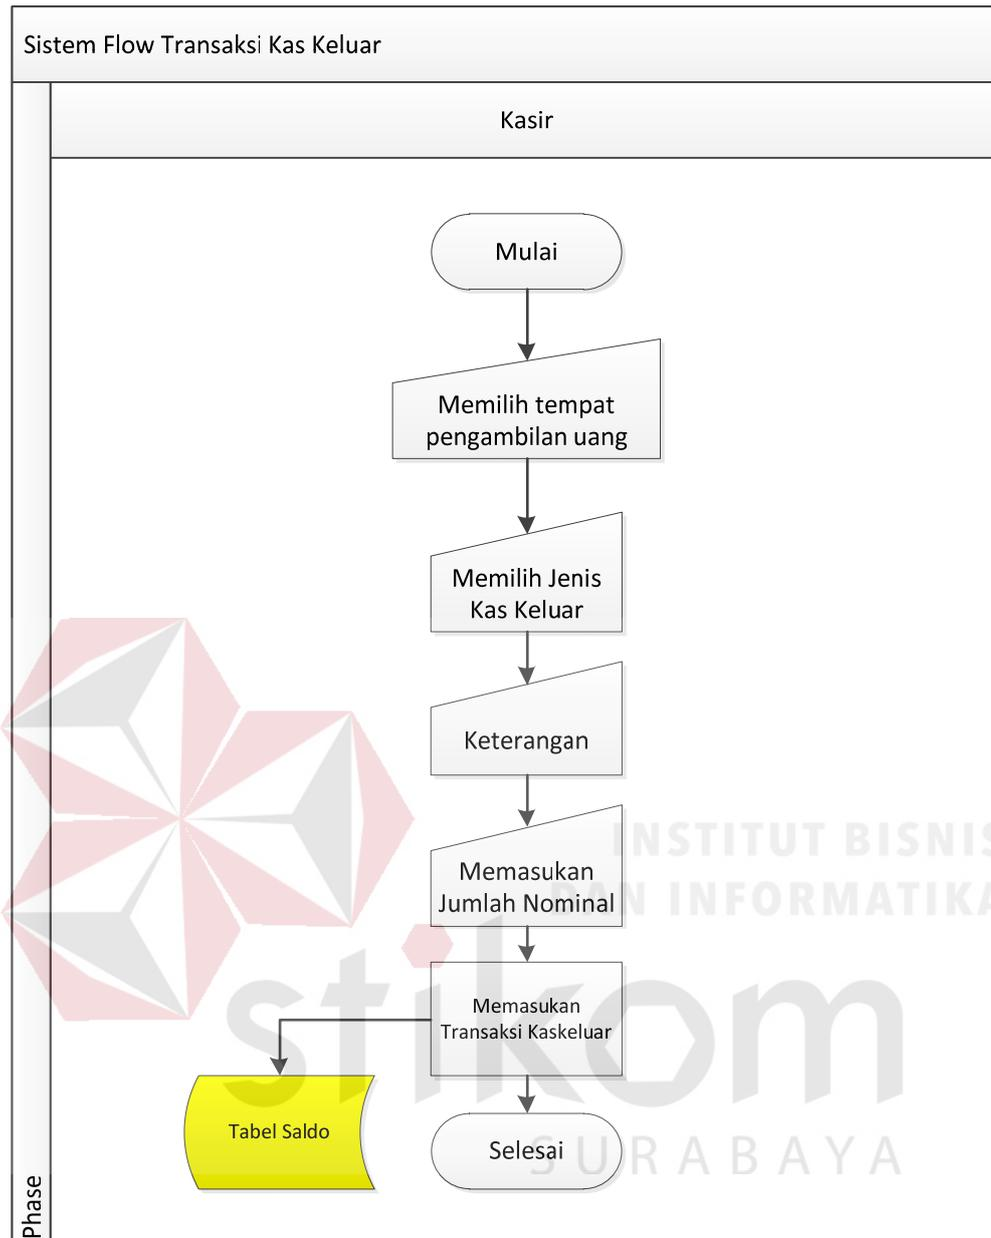 Sistem Flow Transaksi Kas Keluar
Kasir
Mulai
Memilih tempat
pengambilan uang
Memilih Jenis
Kas Keluar
Keterangan
INSTITUT BISNIS
Memasukan
Jumlah Nominal
DAN INFORMATIKA
stikom
Memasukan
Transaksi Kaskeluar
Tabel Saldo
Selesai
SURABAYA
Phase